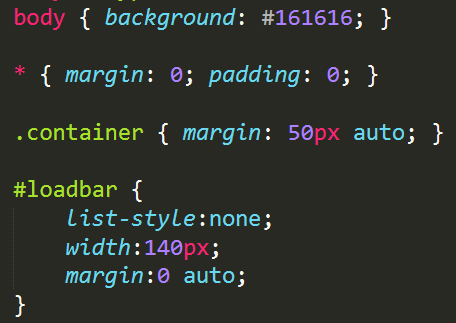 body { background: #161616; }
* { margin: 0; padding: 0; }
.container { margin: 50px auto; }
#loadbar {
    list-style:none;
    width:140px;
    margin:0 auto;
}